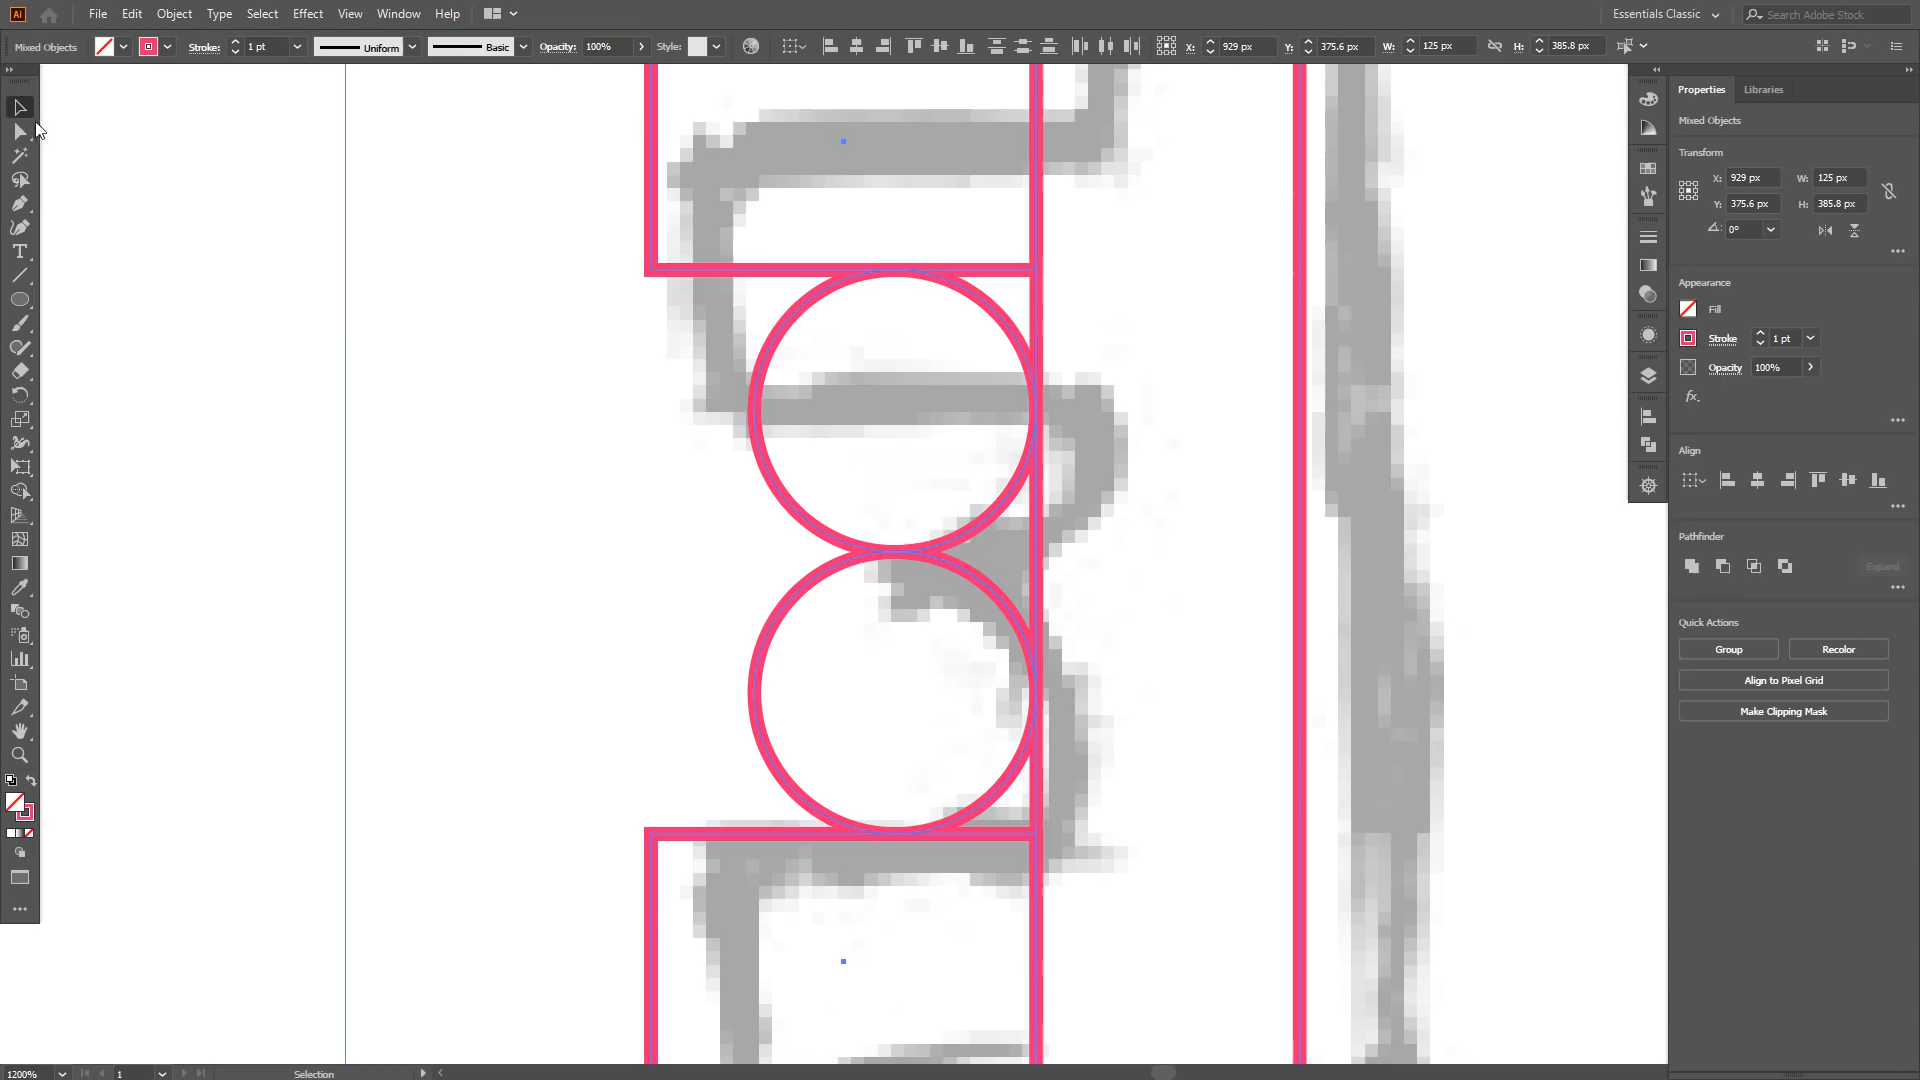 Ai File Edit Object Type Select Effect View Window Help Essentials Classic Search Adobe Stock
Mixed Objects Stroke: 1 pt Uniform Basic Opacity: 100% Style: X: 929 px Y: 375.6 px W: 125 px H: 385.8 px
Properties Libraries
Mixed Objects
Transform
X: 929 px W: 125 px
Y: 375.6 px H: 385.8 px
0°
Appearance
Fill
Stroke 1 pt
Opacity 100%
fx.
Align
Pathfinder
Expand
Quick Actions
Group Recolor
Align to Pixel Grid
Make Clipping Mask
1200% 1 Selection